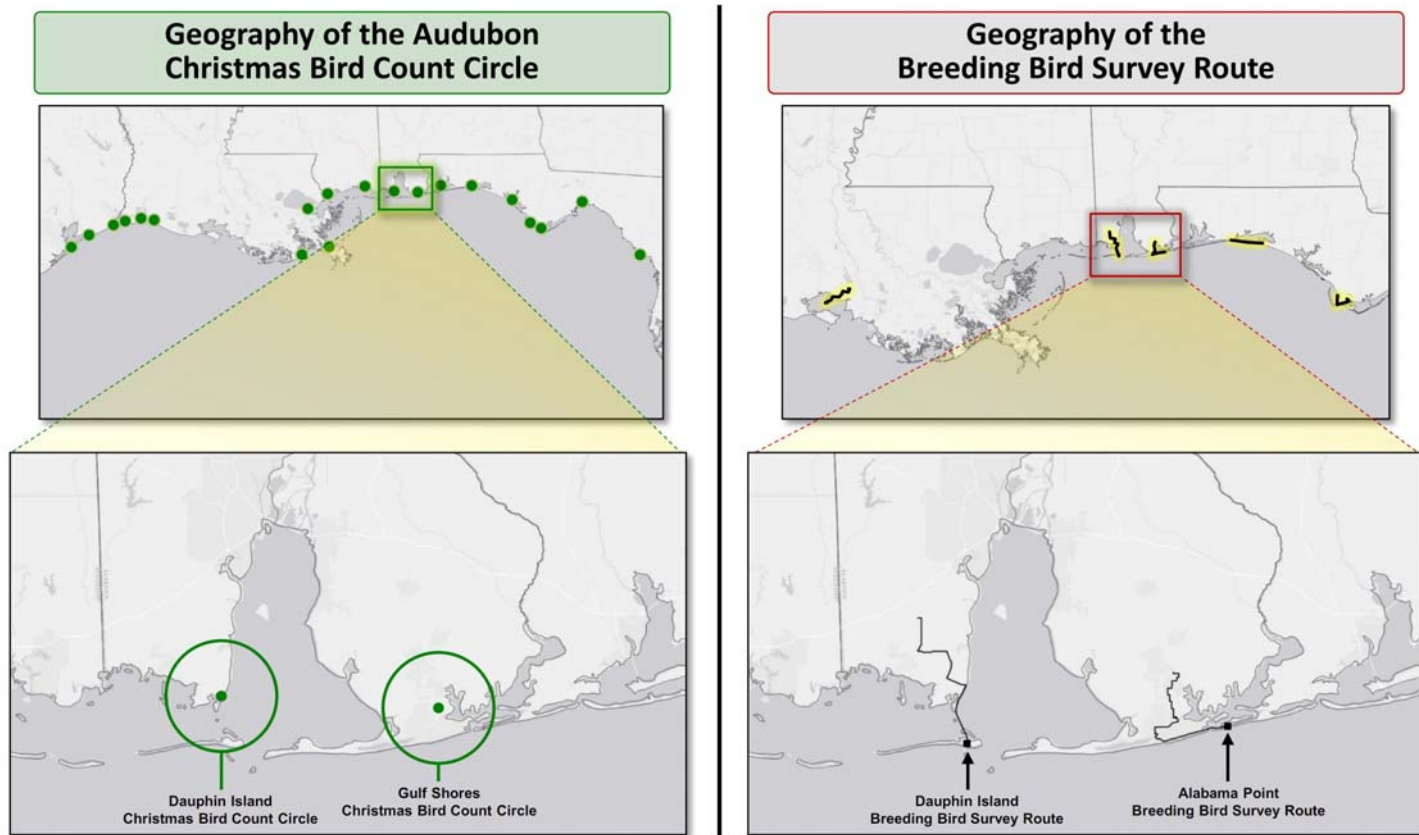 Geography of the Audubon
Christmas Bird Count Circle
Geography of the
Breeding Bird Survey Route
Dauphin Island
Christmas Bird Count Circle
Gulf Shores
Christmas Bird Count Circle
Dauphin Island
Breeding Bird Survey Route
Alabama Point
Breeding Bird Survey Route